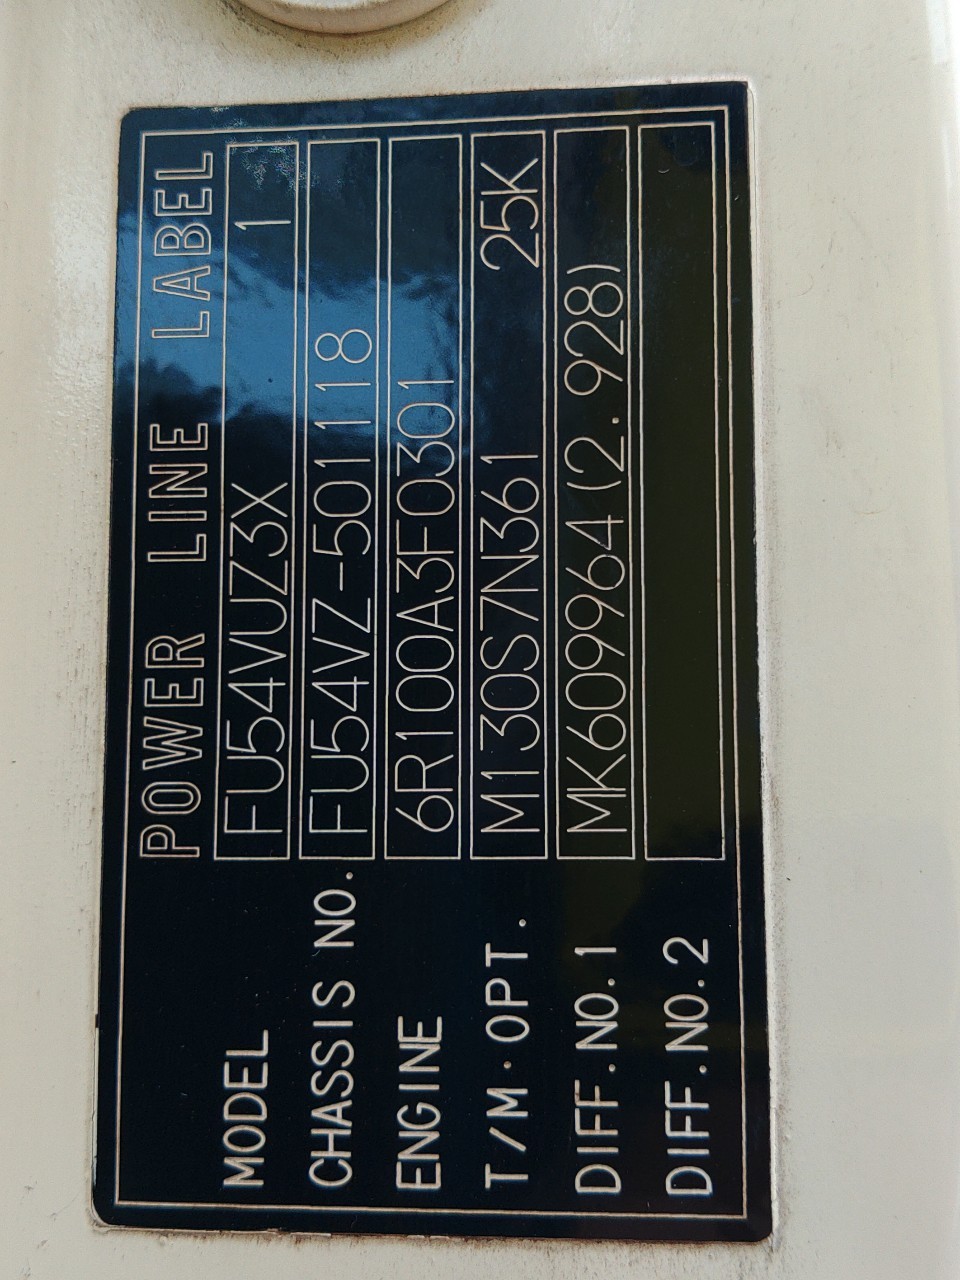 POWER LINE LABEL
MODEL FU54VUZ3X 1
CHASSIS NO. FU54VZ-501118
ENGINE 6R100A3F0301
T/M·OPT. M130S7N361 25K
DIFF.NO.1 MK609964(2.928)
DIFF.NO.2